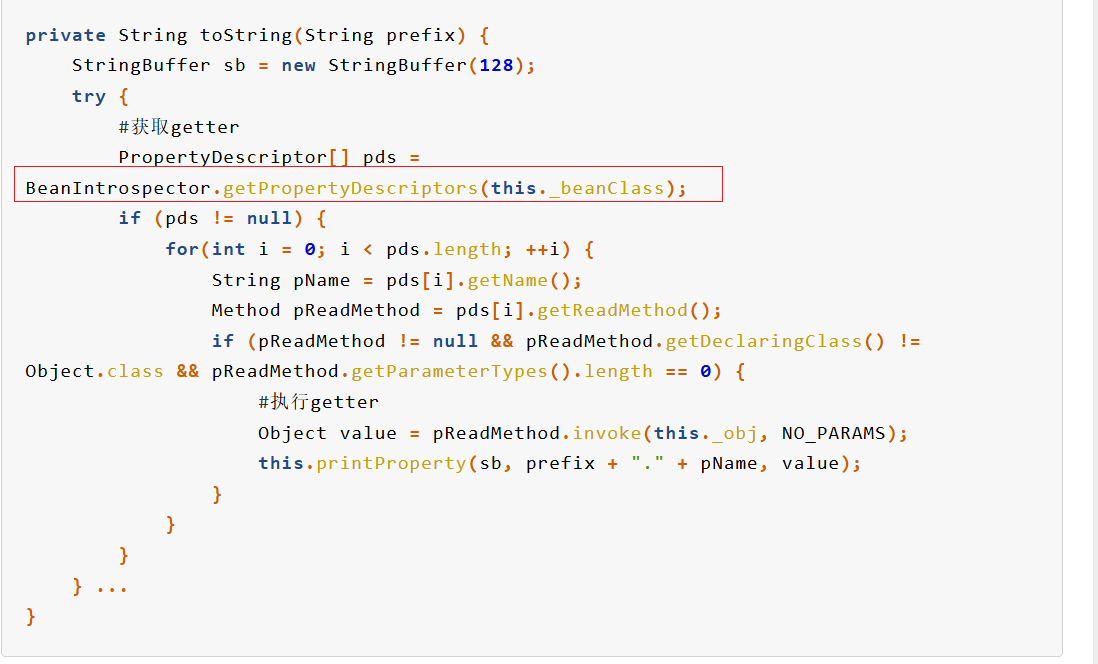 private String toString(String prefix) {
StringBuffer sb = new StringBuffer(128);
try {
#获取getter
PropertyDescriptor[] pds =
BeanIntrospector.getPropertyDescriptors(this._beanClass);
if (pds != null) {
for(int i = 0; i < pds.length; ++i) {
String pName = pds[i].getName();
Method pReadMethod = pds[i].getReadMethod();
if (pReadMethod != null && pReadMethod.getDeclaringClass() !=
Object.class && pReadMethod.getParameterTypes().length == 0) {
#执行getter
Object value = pReadMethod.invoke(this._obj, NO_PARAMS);
this.printProperty(sb, prefix + "." + pName, value);
}
}
}
} ...
}